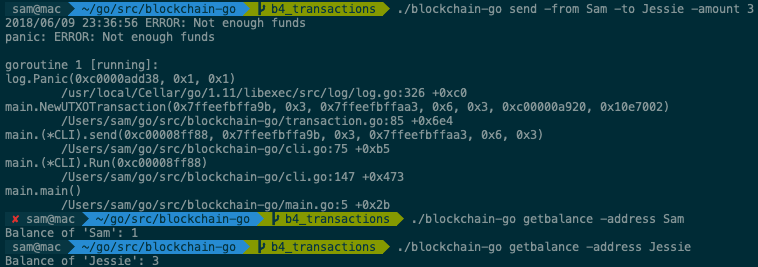 sam@mac ~/go/src/blockchain-go b4_transactions ./blockchain-go send -from Sam -to Jessie -amount 3
2018/06/09 23:36:56 ERROR: Not enough funds
panic: ERROR: Not enough funds
goroutine 1 [running]:
log.Panic(0xc0000add38, 0x1, 0x1)
/usr/local/Cellar/go/1.11/libexec/src/log/log.go:326 +0xc0
main.NewUTXOTransaction(0x7ffeefbffa9b, 0x3, 0x7ffeefbffaa3, 0x6, 0x3, 0xc00000a920, 0x10e7002)
/Users/sam/go/src/blockchain-go/transaction.go:85 +0x6e4
main.(*CLI).send(0xc00008ff88, 0x7ffeefbffa9b, 0x3, 0x7ffeefbffaa3, 0x6, 0x3)
/Users/sam/go/src/blockchain-go/cli.go:75 +0xb5
main.(*CLI).Run(0xc00008ff88)
/Users/sam/go/src/blockchain-go/cli.go:147 +0x473
main.main()
/Users/sam/go/src/blockchain-go/main.go:5 +0x2b
✘ sam@mac ~/go/src/blockchain-go b4_transactions ./blockchain-go getbalance -address Sam
Balance of 'Sam': 1
sam@mac ~/go/src/blockchain-go b4_transactions ./blockchain-go getbalance -address Jessie
Balance of 'Jessie': 3